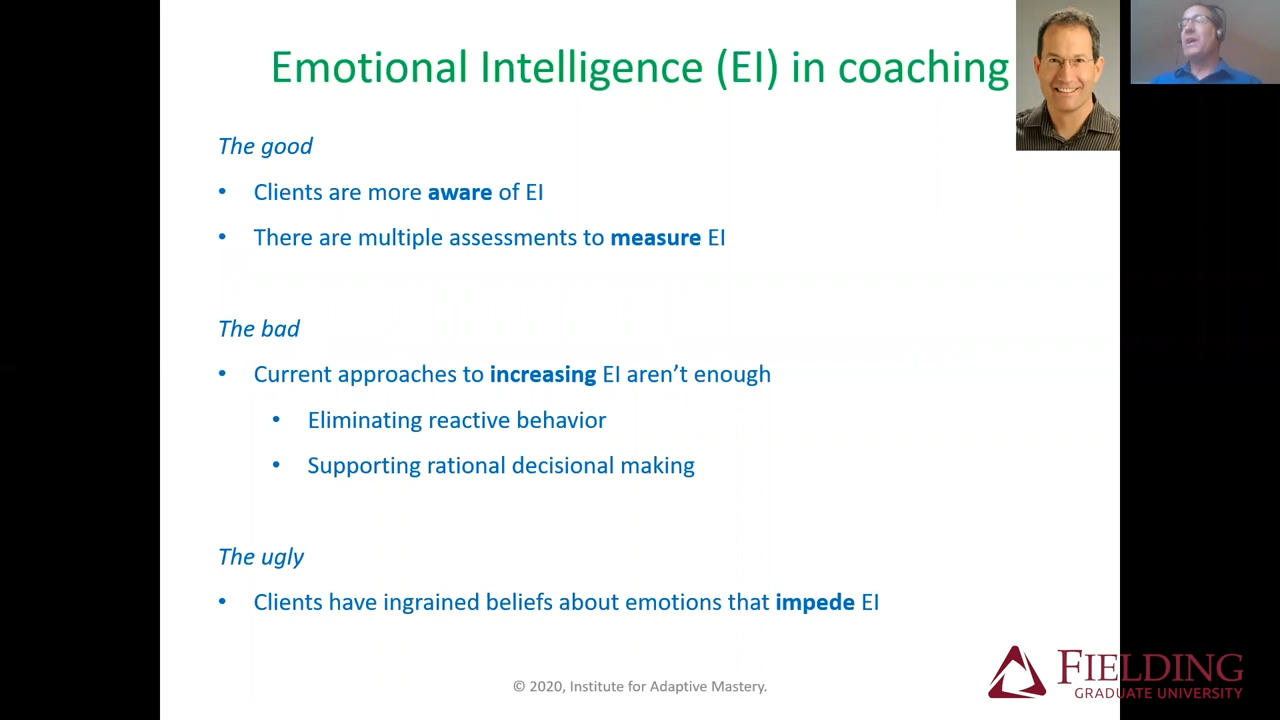 Emotional Intelligence (EI) in coaching
The good
• Clients are more aware of EI
• There are multiple assessments to measure EI
The bad
• Current approaches to increasing EI aren’t enough
• Eliminating reactive behavior
• Supporting rational decisional making
The ugly
• Clients have ingrained beliefs about emotions that impede EI
© 2020, Institute for Adaptive Mastery.
FIELDING
GRADUATE UNIVERSITY